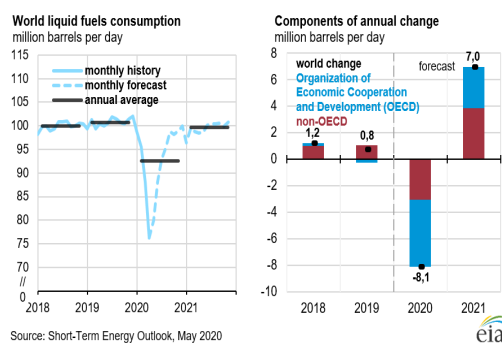 World liquid fuels consumption
million barrels per day
115
110
105
100
95
90
85
80
75
70
//
0
monthly history
monthly forecast
annual average
2018 2019 2020 2021
Components of annual change
million barrels per day
8
6
4
2
0
-2
-4
-6
-8
-10
world change
Organization of
Economic Cooperation
and Development (OECD)
non-OECD
forecast
1,2
0,8
-8,1
7,0
2018 2019 2020 2021
Source: Short-Term Energy Outlook, May 2020
eia